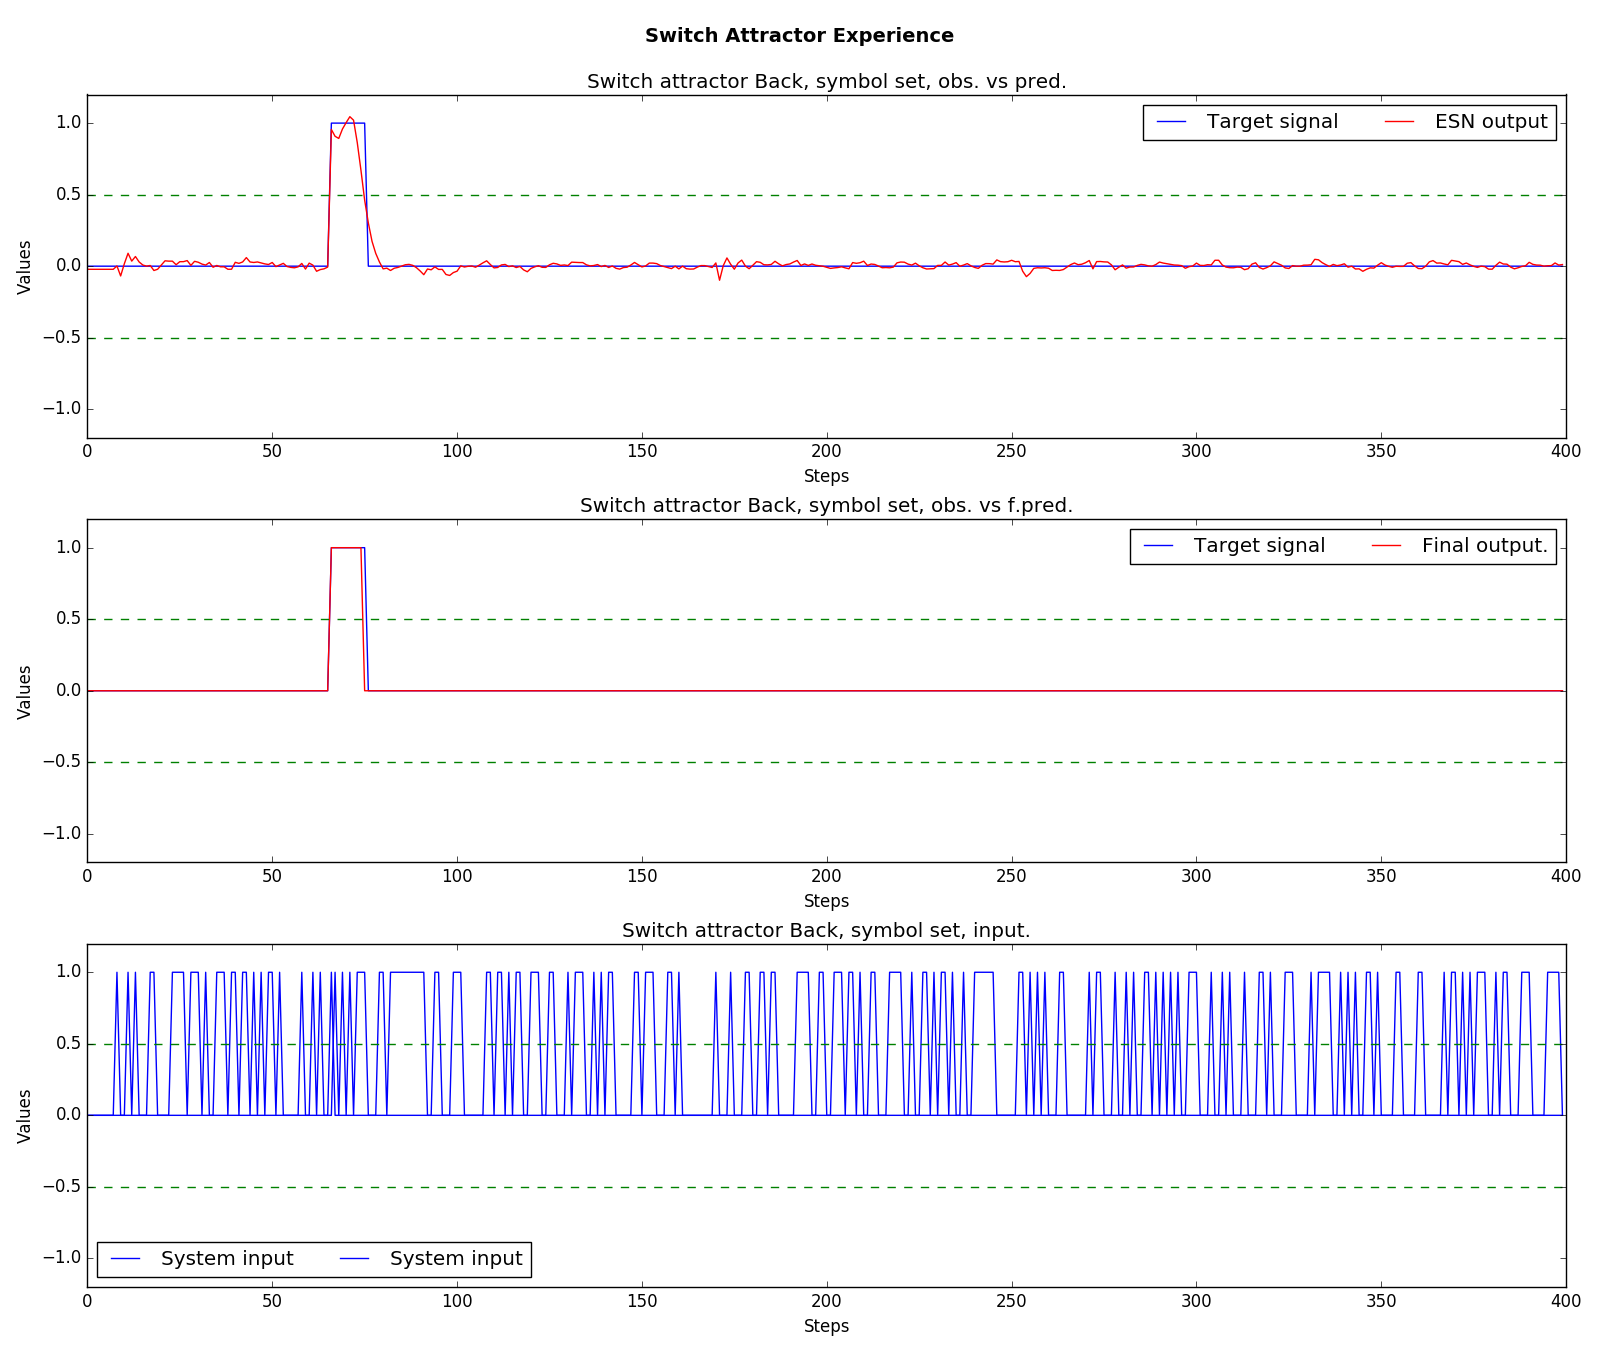 Switch Attractor Experience
Switch attractor Back, symbol set, obs. vs pred.
Target signal ESN output
1.0
0.5
0.0
−0.5
−1.0
Values
0 50 100 150 200 250 300 350 400
Steps
Switch attractor Back, symbol set, obs. vs f.pred.
Target signal Final output.
1.0
0.5
0.0
−0.5
−1.0
Values
0 50 100 150 200 250 300 350 400
Steps
Switch attractor Back, symbol set, input.
1.0
0.5
0.0
−0.5
−1.0
Values
System input System input
0 50 100 150 200 250 300 350 400
Steps